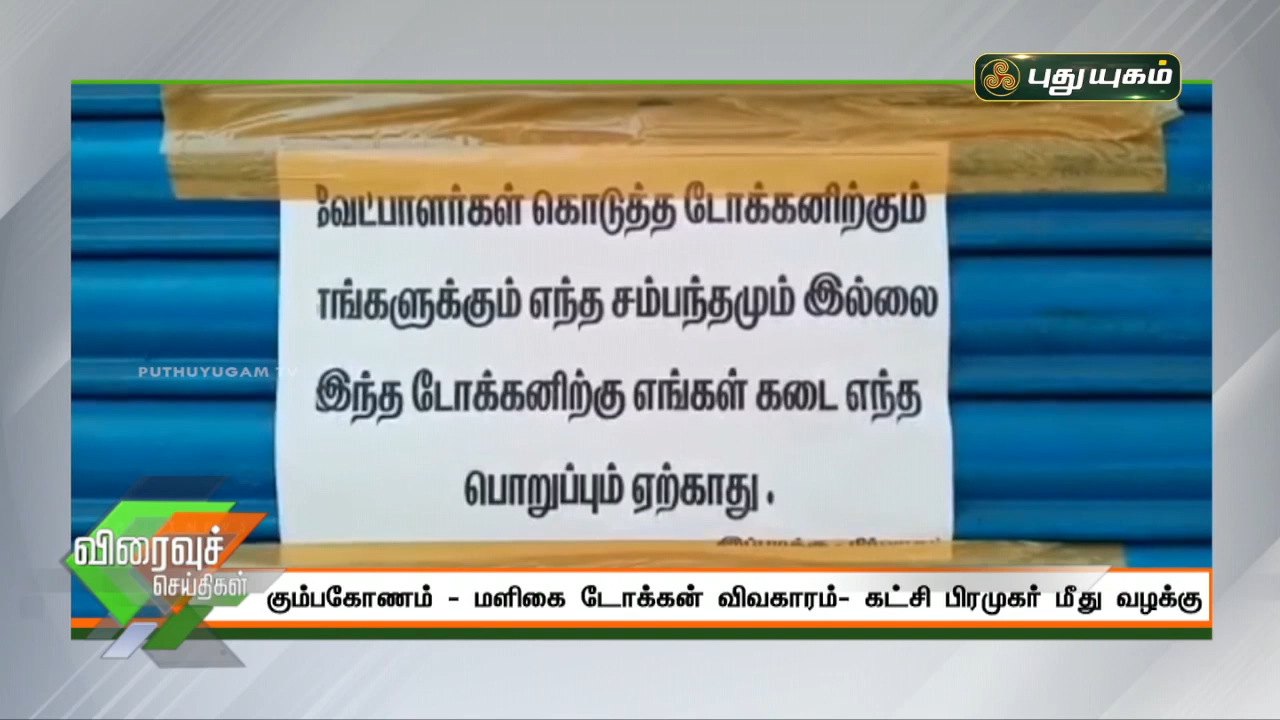 புதுயுகம்
வேட்பாளர்கள் கொடுத்த டோக்கனிற்கும்
எந்த சம்பந்தமும் இல்லை
இந்த டோக்கனிற்கு எங்கள் கடை எந்த
பொறுப்பும் ஏற்காது .
PUTHUYUGAM TV
விரைவுச்
செய்திகள்
கும்பகோணம் - மளிகை டோக்கன் விவகாரம்- கட்சி பிரமுகர் மீது வழக்கு